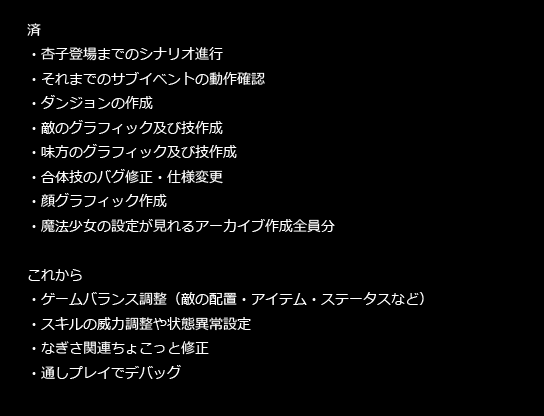 済
・杏子登場までのシナリオ進行
・それまでのサブイベントの動作確認
・ダンジョンの作成
・敵のグラフィック及び技作成
・味方のグラフィック及び技作成
・合体技のバグ修正・仕様変更
・顔グラフィック作成
・魔法少女の設定が見れるアーカイブ作成全員分
これから
・ゲームバランス調整（敵の配置・アイテム・ステータスなど）
・スキルの威力調整や状態異常設定
・なぎさ関連ちょこっと修正
・通しプレイでデバッグ